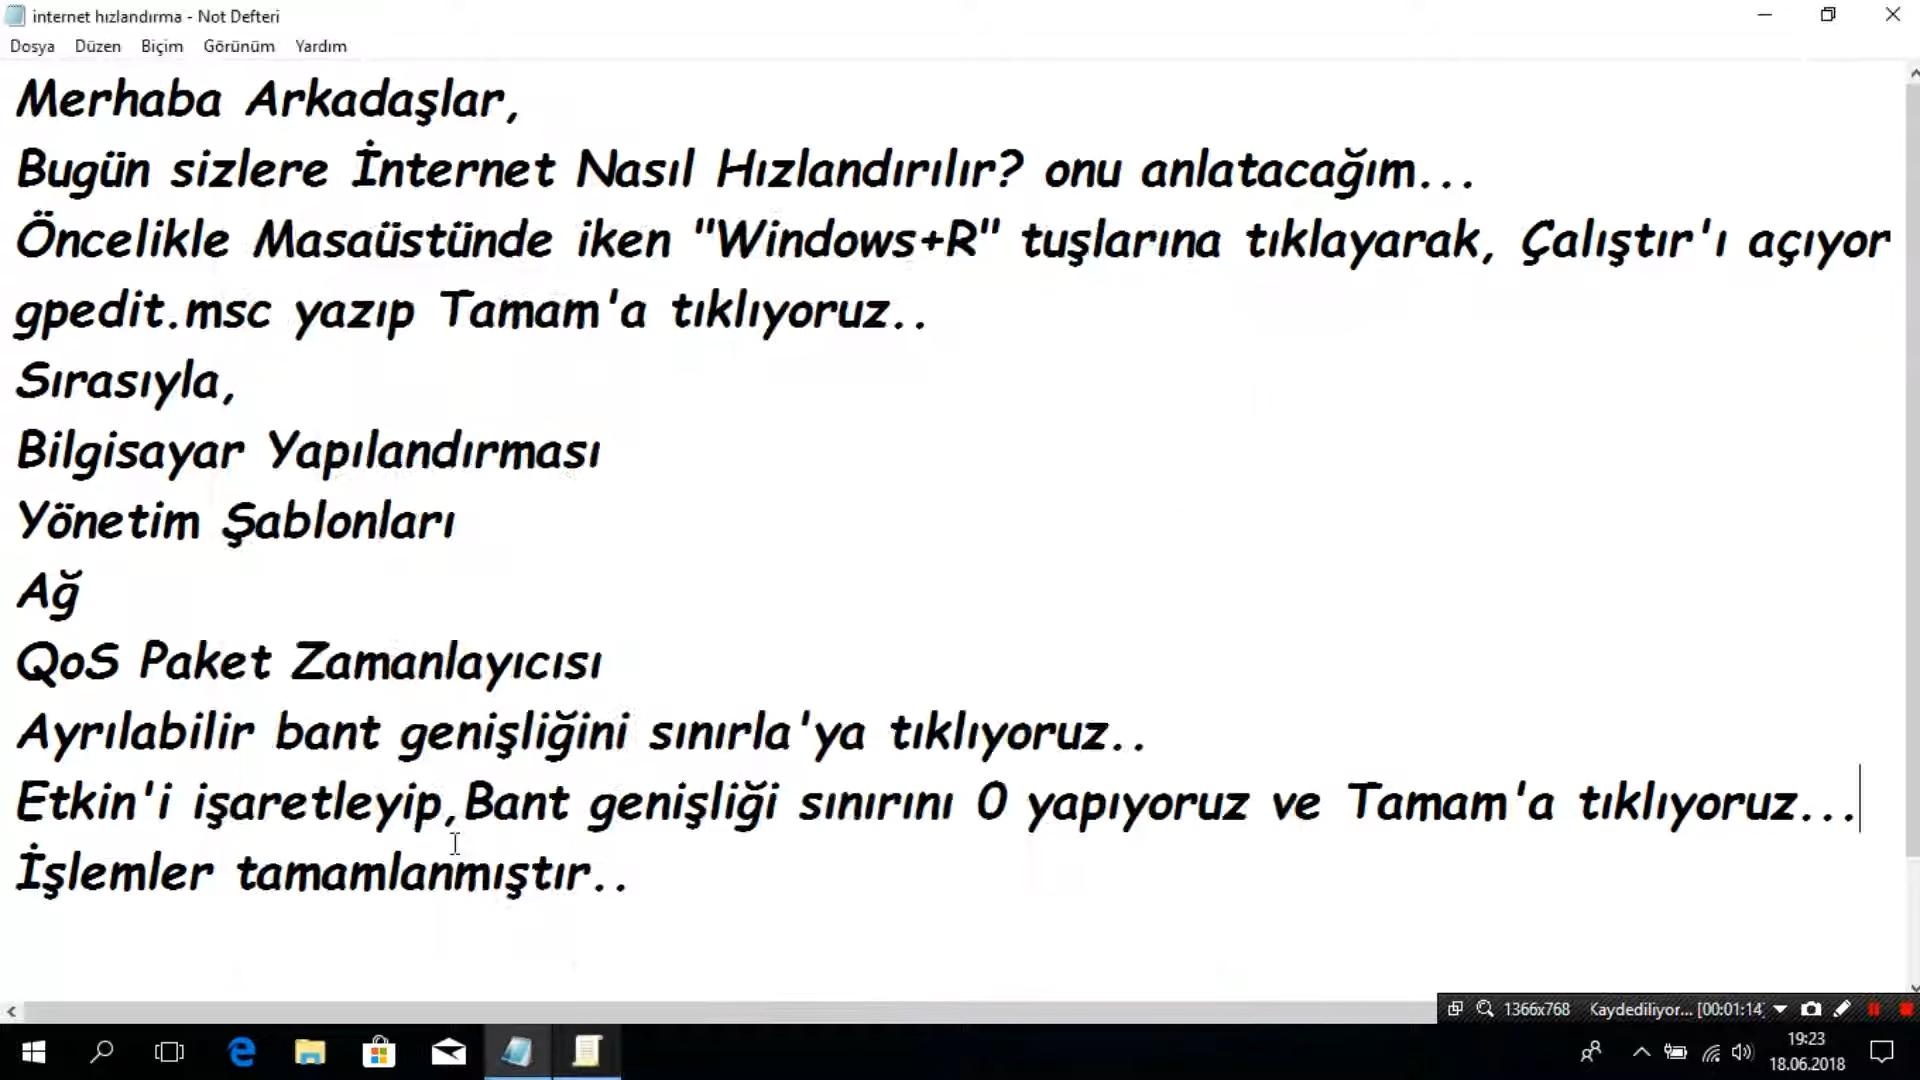 internet hızlandırma - Not Defteri
Dosya Düzen Biçim Görünüm Yardım
Merhaba Arkadaşlar,
Bugün sizlere İnternet Nasıl Hızlandırılır? onu anlatacağım...
Öncelikle Masaüstünde iken "Windows+R" tuşlarına tıklayarak, Çalıştır'ı açıyor
gpedit.msc yazıp Tamam'a tıklıyoruz..
Sırasıyla,
Bilgisayar Yapılandırması
Yönetim Şablonları
Ağ
QoS Paket Zamanlayıcısı
Ayrılabilir bant genişliğini sınırla'ya tıklıyoruz..
Etkin'i işaretleyip,Bant genişliği sınırını 0 yapıyoruz ve Tamam'a tıklıyoruz...
İşlemler tamamlanmıştır..
1366x768 Kaydediliyor... [00:01:14]
19:23
18.06.2018